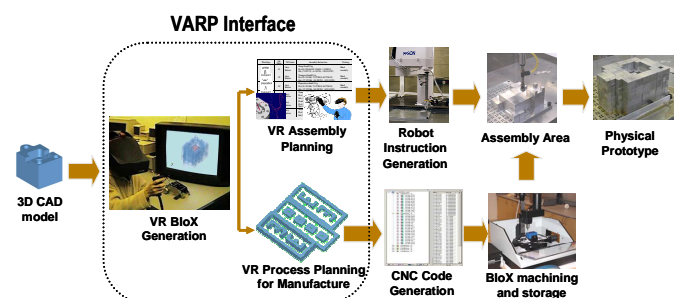 VARP Interface
3D CAD
model
VR BloX
Generation
VR Assembly
Planning
VR Process Planning
for Manufacture
Robot
Instruction
Generation
CNC Code
Generation
Assembly Area
BloX machining
and storage
Physical
Prototype